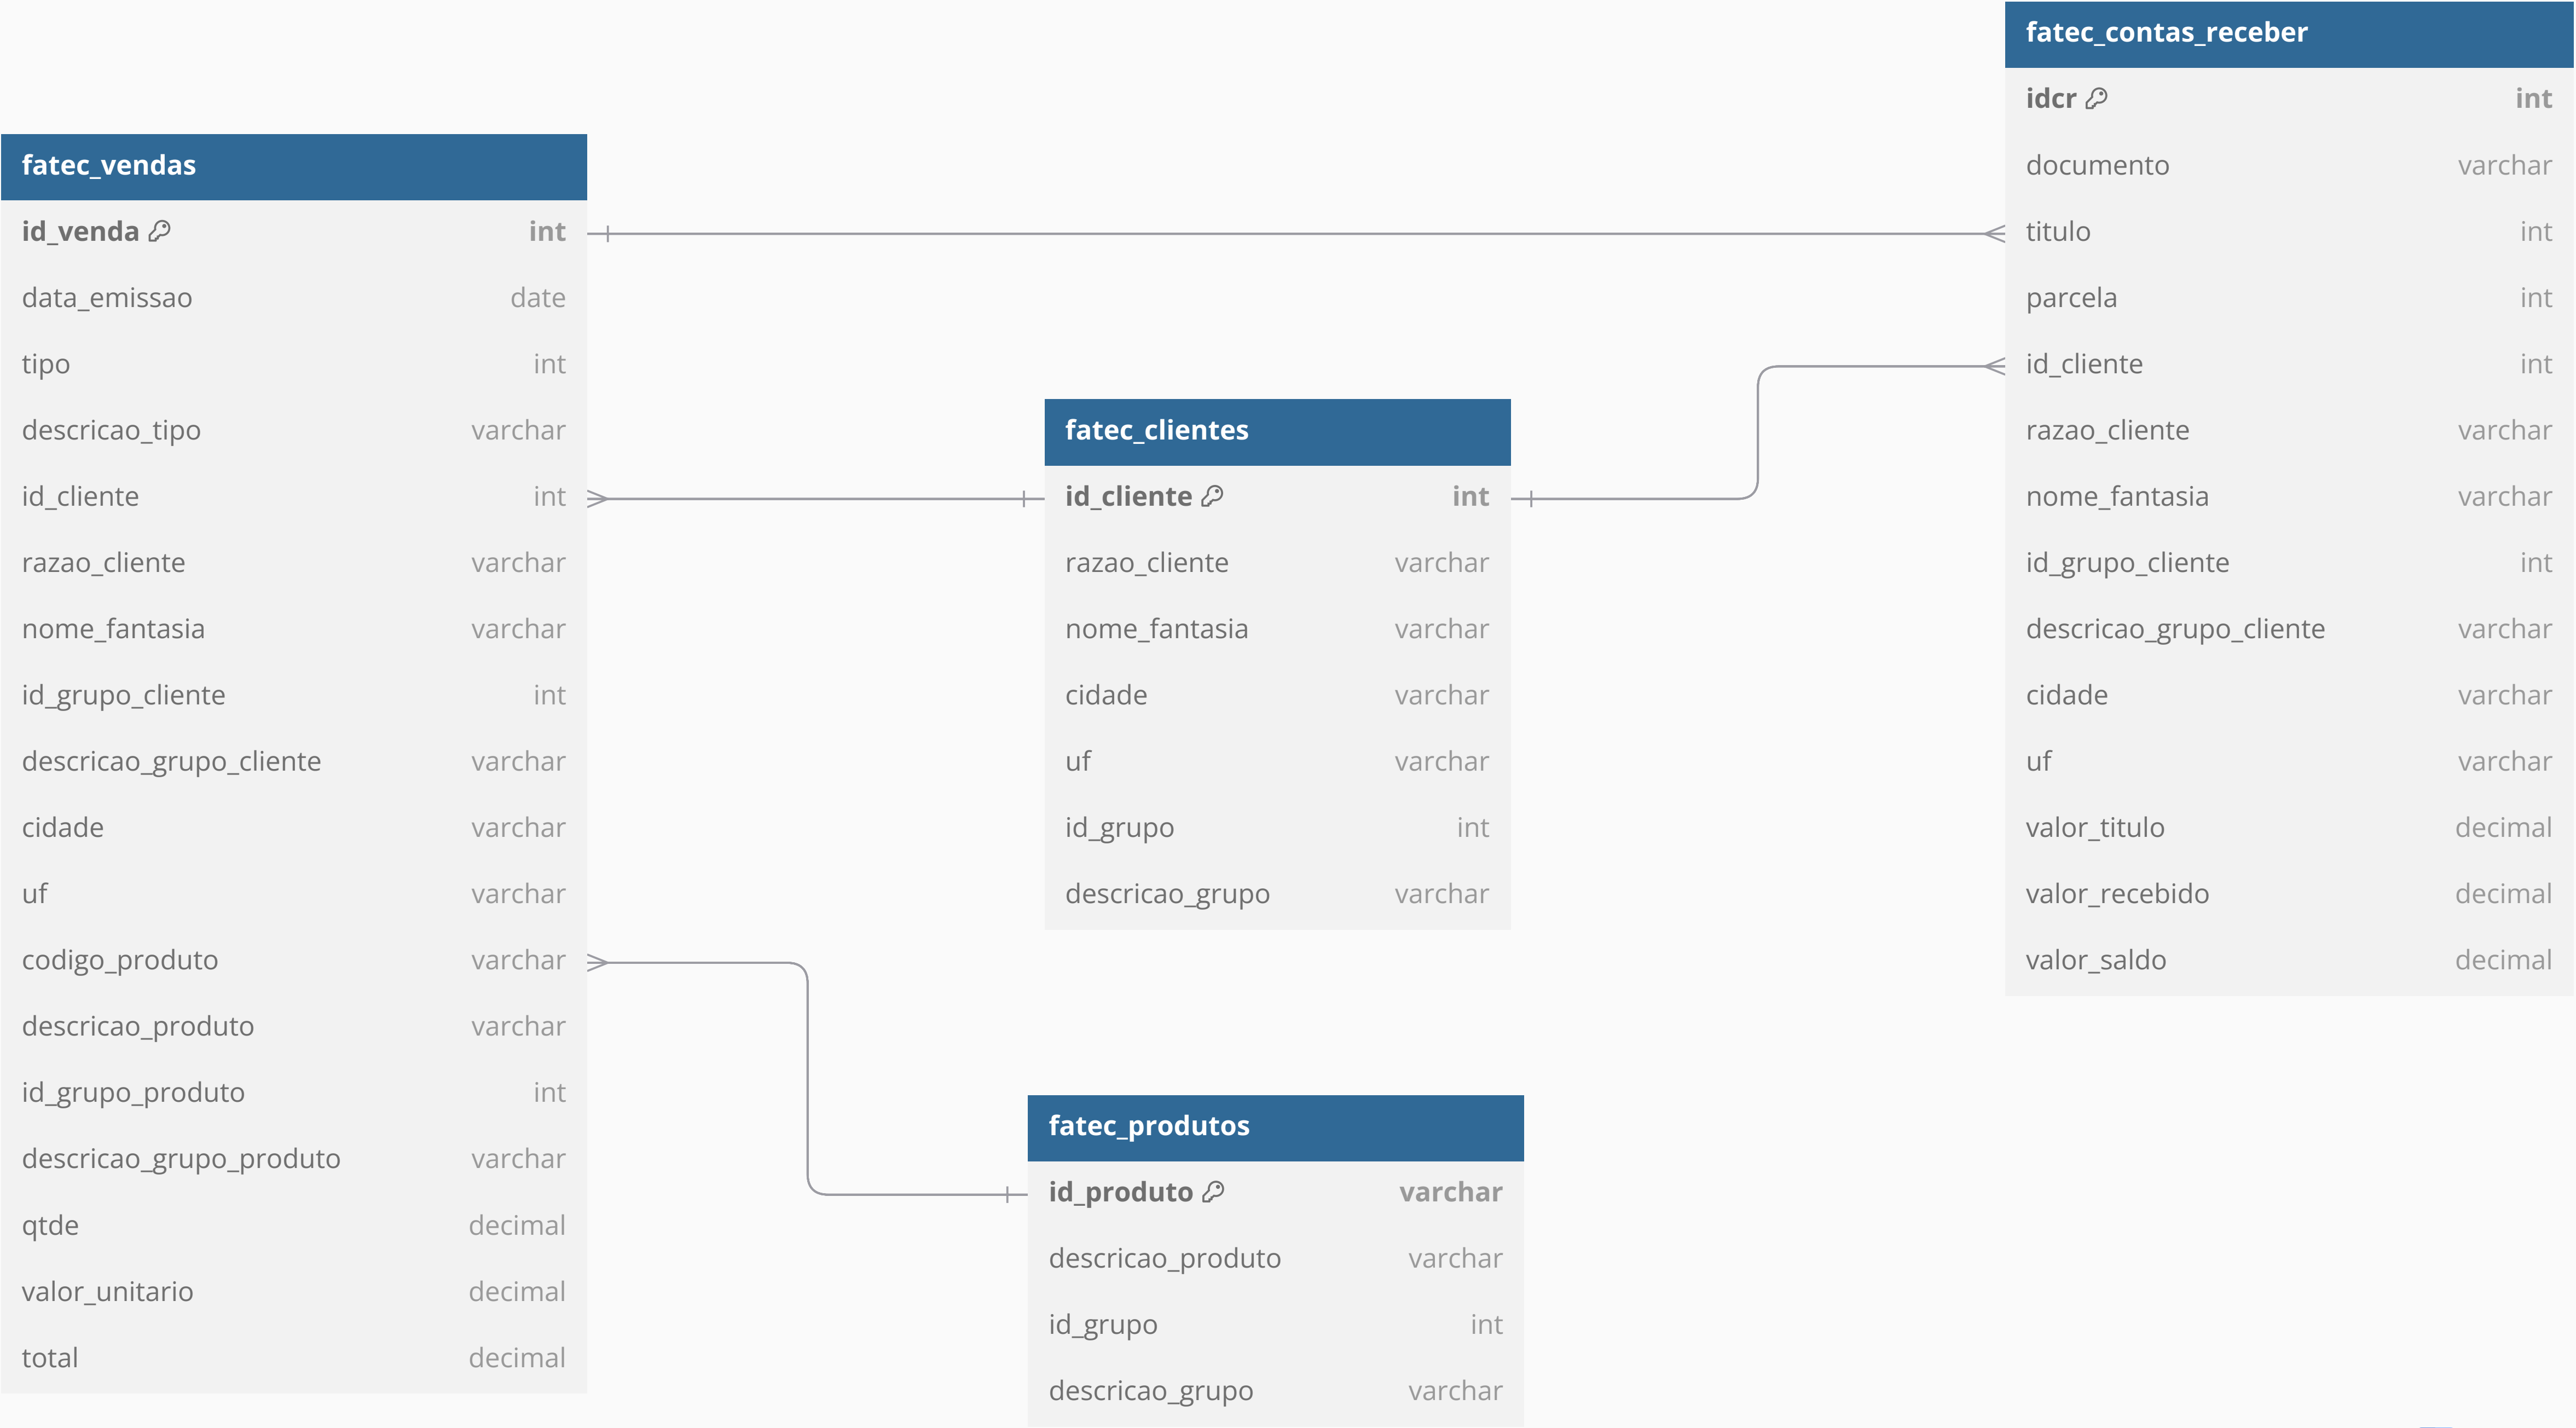 fatec_vendas
id_venda int
data_emissao date
tipo int
descricao_tipo varchar
id_cliente int
razao_cliente varchar
nome_fantasia varchar
id_grupo_cliente int
descricao_grupo_cliente varchar
cidade varchar
uf varchar
codigo_produto varchar
descricao_produto varchar
id_grupo_produto int
descricao_grupo_produto varchar
qtde decimal
valor_unitario decimal
total decimal
fatec_clientes
id_cliente int
razao_cliente varchar
nome_fantasia varchar
cidade varchar
uf varchar
id_grupo int
descricao_grupo varchar
fatec_produtos
id_produto varchar
descricao_produto varchar
id_grupo int
descricao_grupo varchar
fatec_contas_receber
idcr int
documento varchar
titulo int
parcela int
id_cliente int
razao_cliente varchar
nome_fantasia varchar
id_grupo_cliente int
descricao_grupo_cliente varchar
cidade varchar
uf varchar
valor_titulo decimal
valor_recebido decimal
valor_saldo decimal